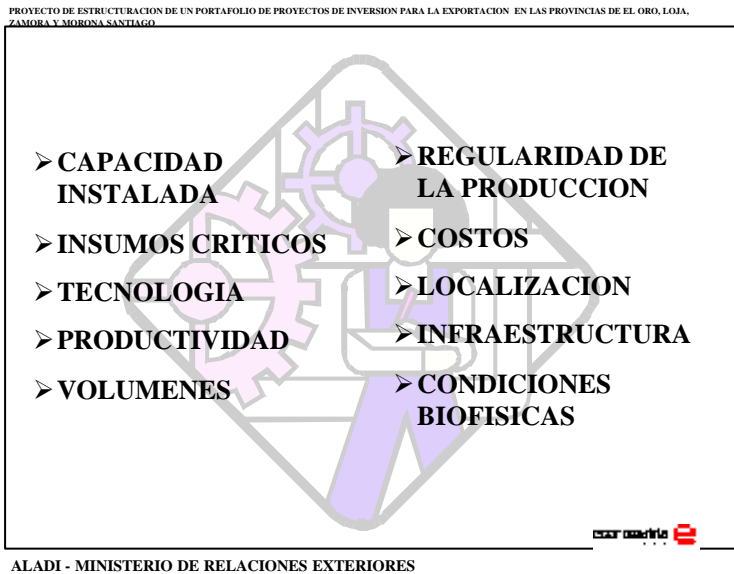 PROYECTO DE ESTRUCTURACION DE UN PORTAFOLIO DE PROYECTOS DE INVERSION PARA LA EXPORTACION EN LAS PROVINCIAS DE EL ORO, LOJA,
ZAMORA Y MORONA SANTIAGO
➢CAPACIDAD
INSTALADA
➢INSUMOS CRITICOS
➢TECNOLOGIA
➢PRODUCTIVIDAD
➢VOLUMENES
➢REGULARIDAD DE
LA PRODUCCION
➢COSTOS
➢LOCALIZACION
➢INFRAESTRUCTURA
➢CONDICIONES
BIOFISICAS
e
ALADI - MINISTERIO DE RELACIONES EXTERIORES